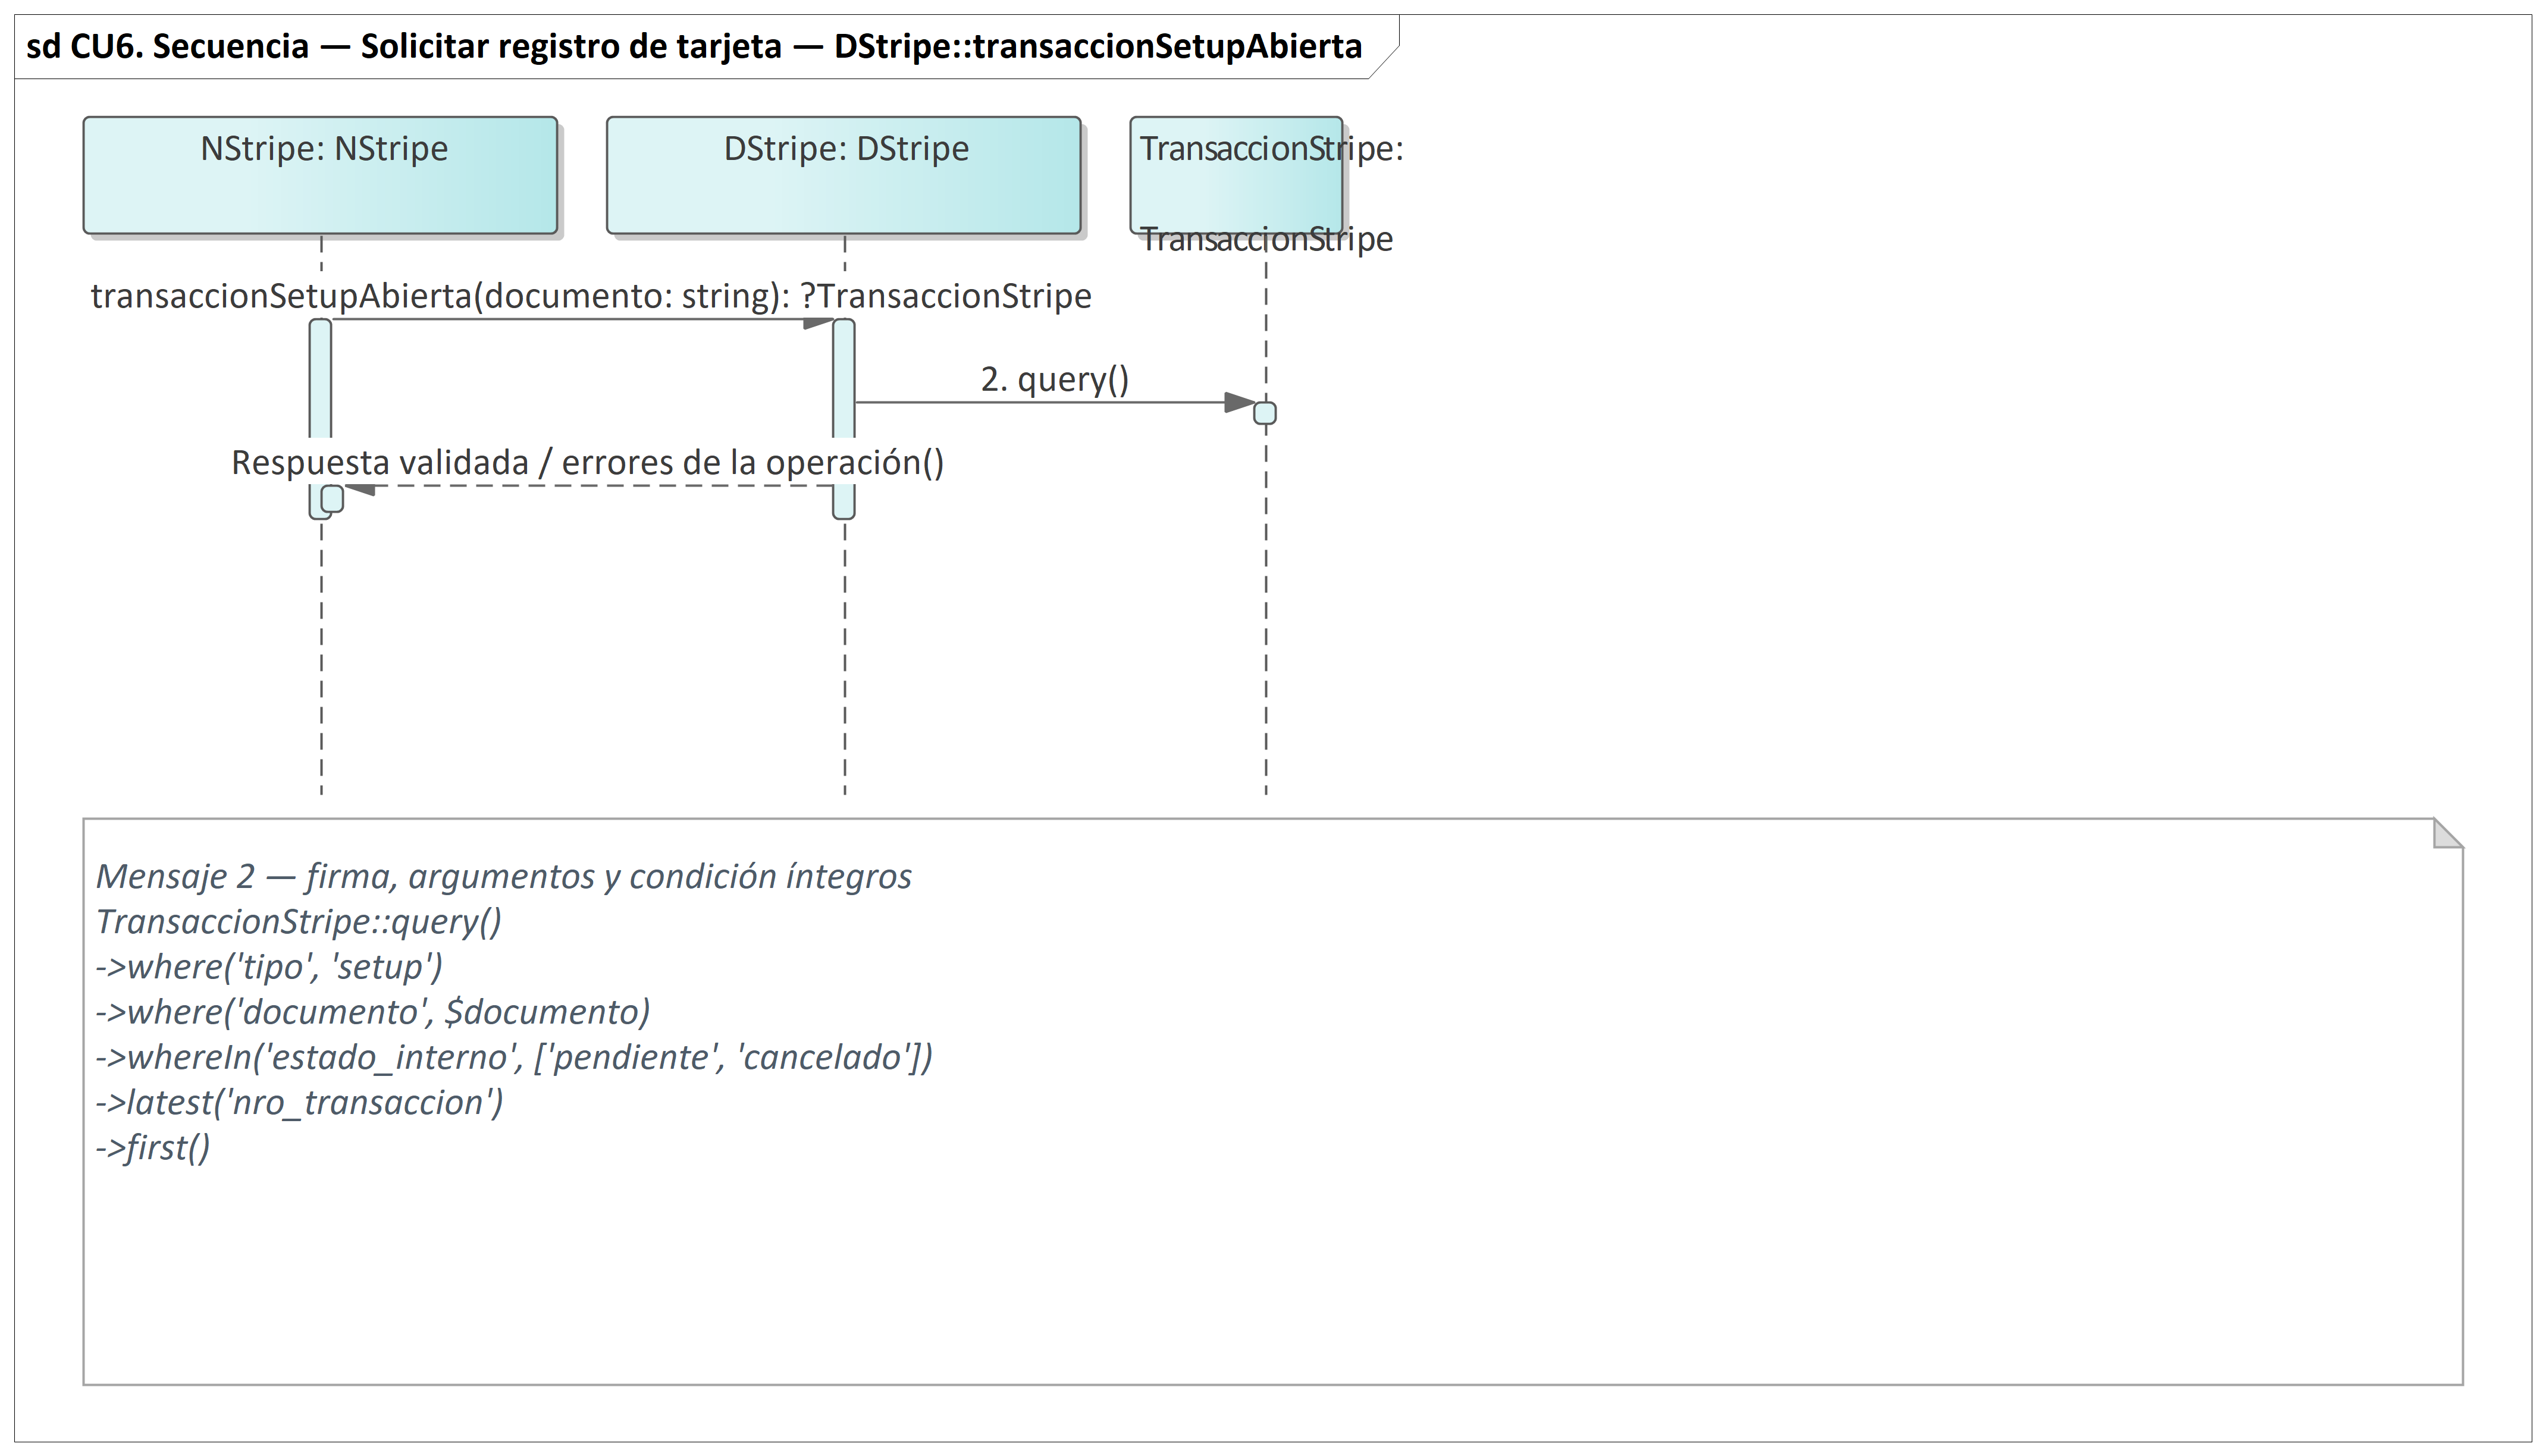 sd CU6. Secuencia — Solicitar registro de tarjeta — DStripe::transaccionSetupAbierta
NStripe: NStripe
DStripe: DStripe
TransaccionStripe:
TransaccionStripe
transaccionSetupAbierta(documento: string): ?TransaccionStripe
2. query()
Respuesta validada / errores de la operación()
Mensaje 2 — firma, argumentos y condición íntegros
TransaccionStripe::query()
->where('tipo', 'setup')
->where('documento', $documento)
->whereIn('estado_interno', ['pendiente', 'cancelado'])
->latest('nro_transaccion')
->first()